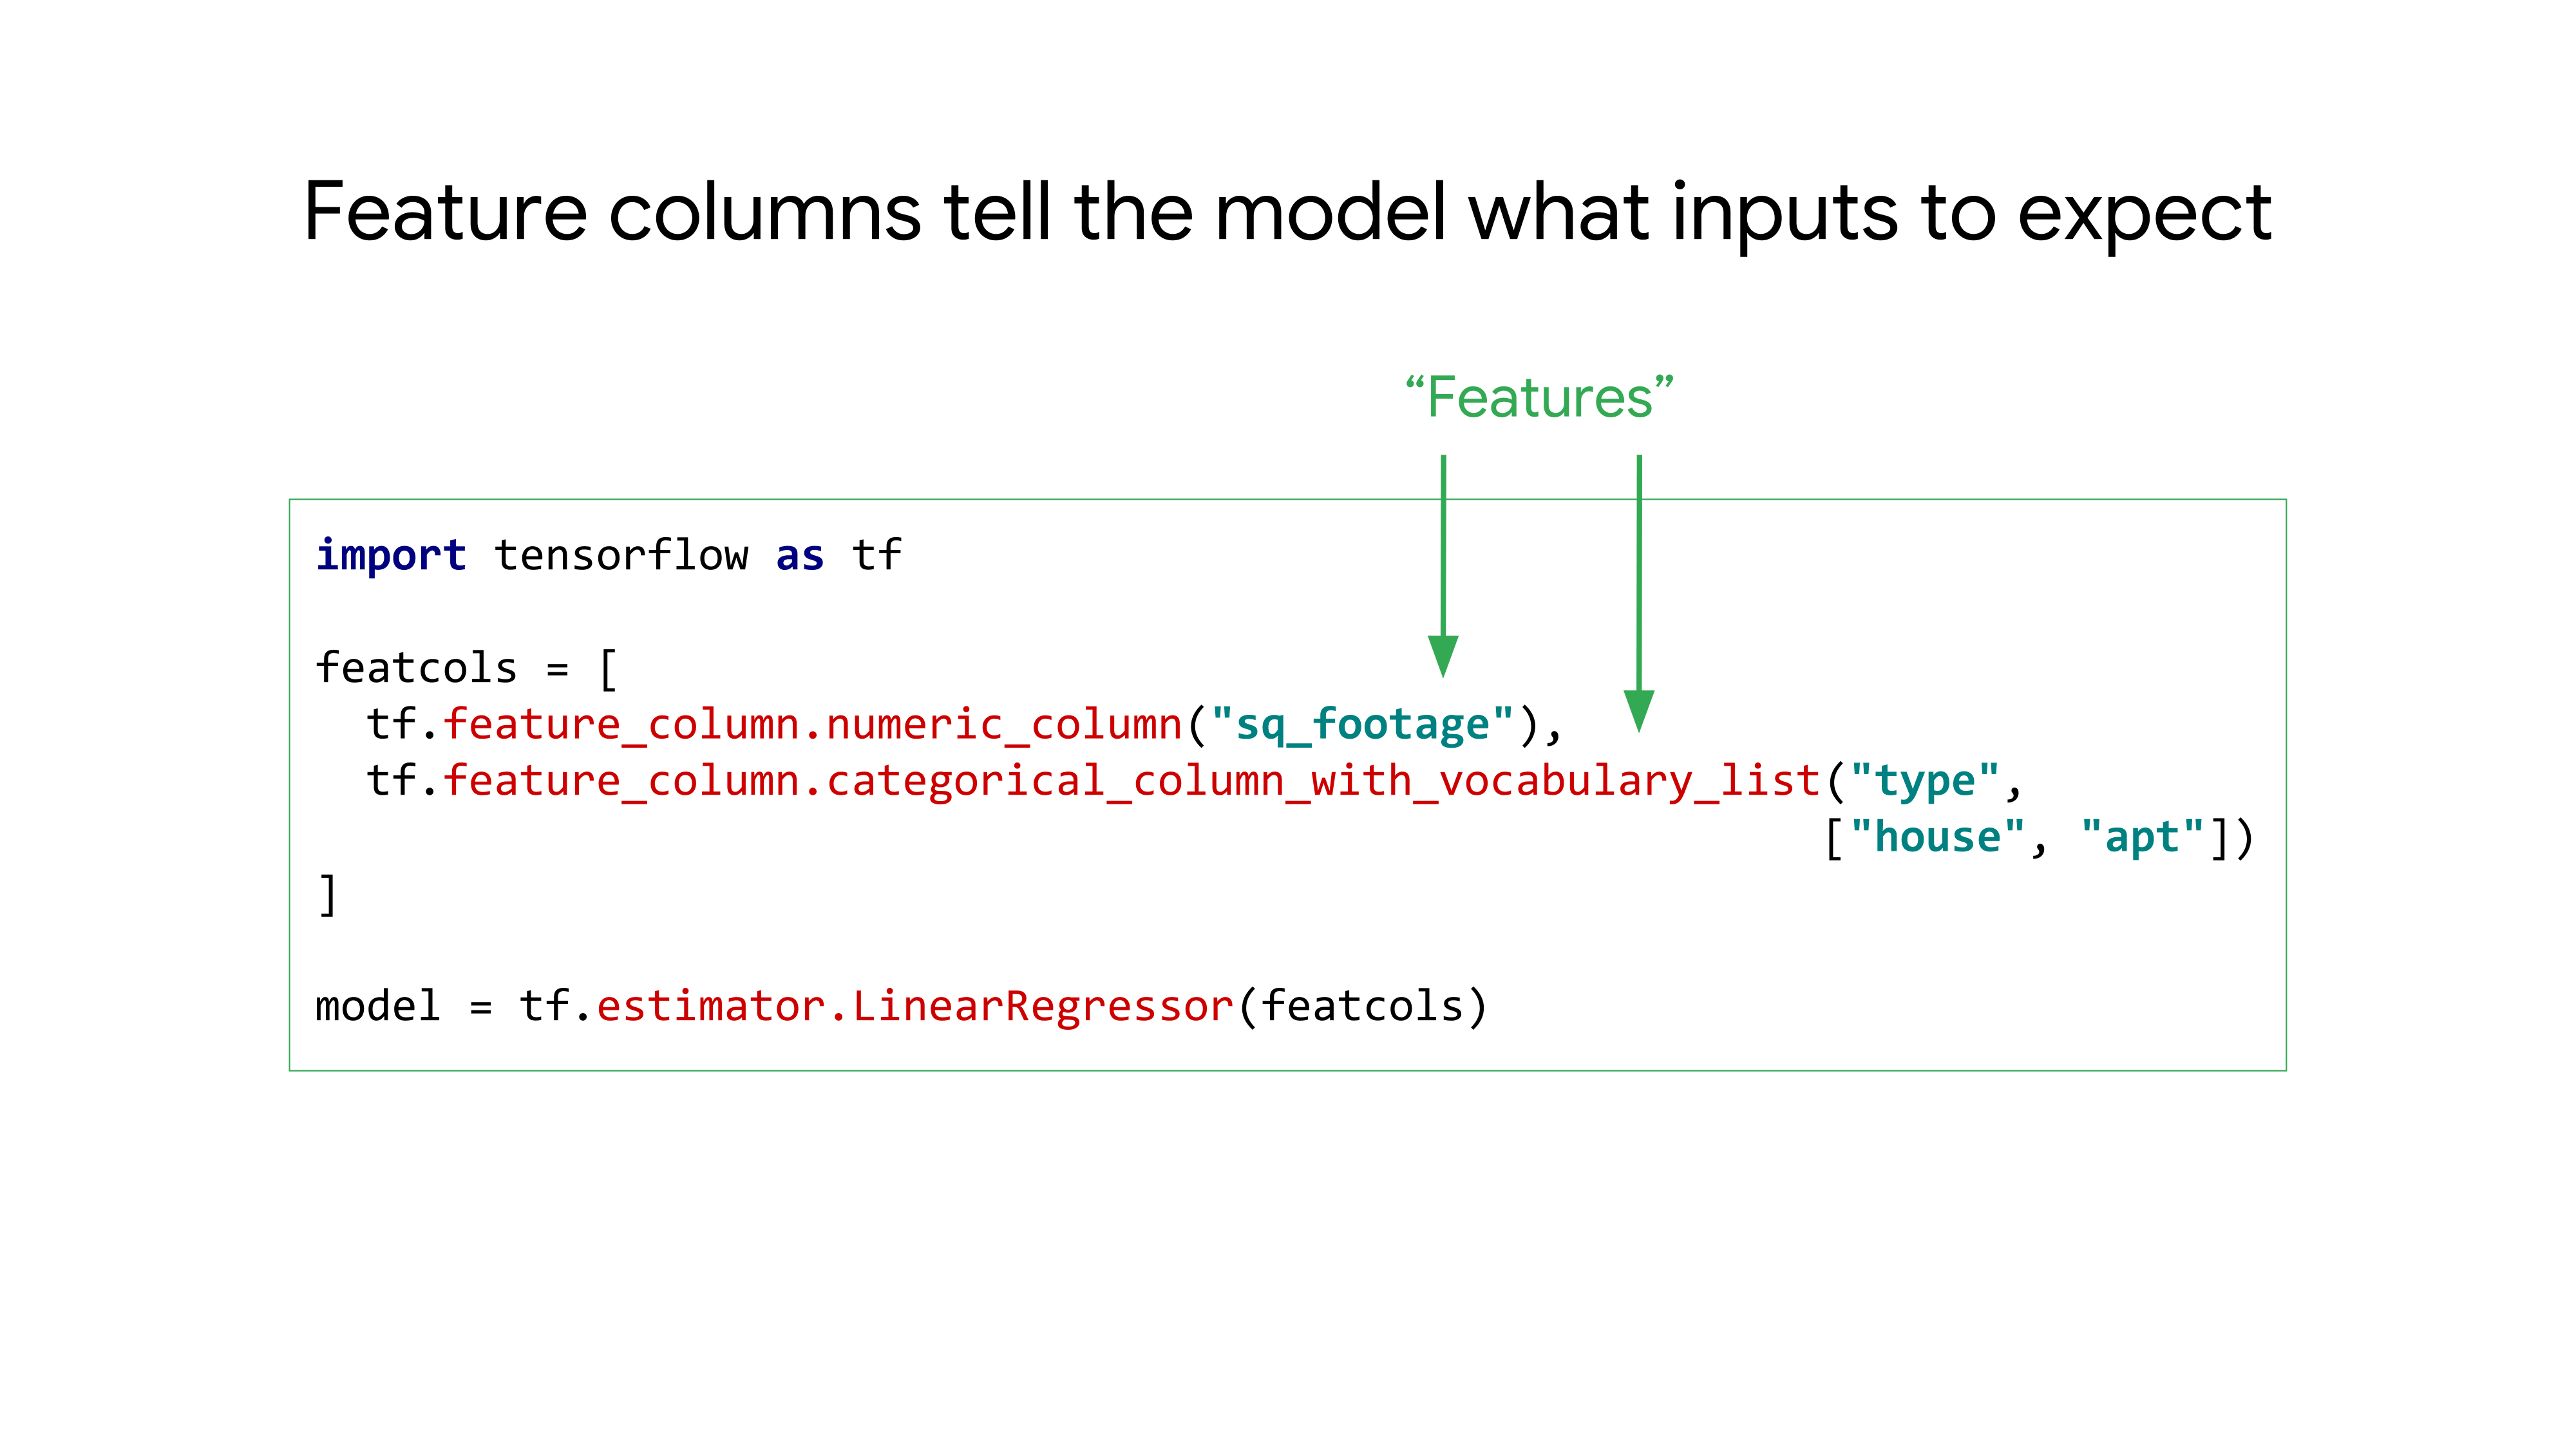 Feature columns tell the model what inputs to expect
“Features”
import tensorflow as tf
featcols = [
  tf.feature_column.numeric_column("sq_footage"),
  tf.feature_column.categorical_column_with_vocabulary_list("type",
                                                            ["house", "apt"])
]
model = tf.estimator.LinearRegressor(featcols)